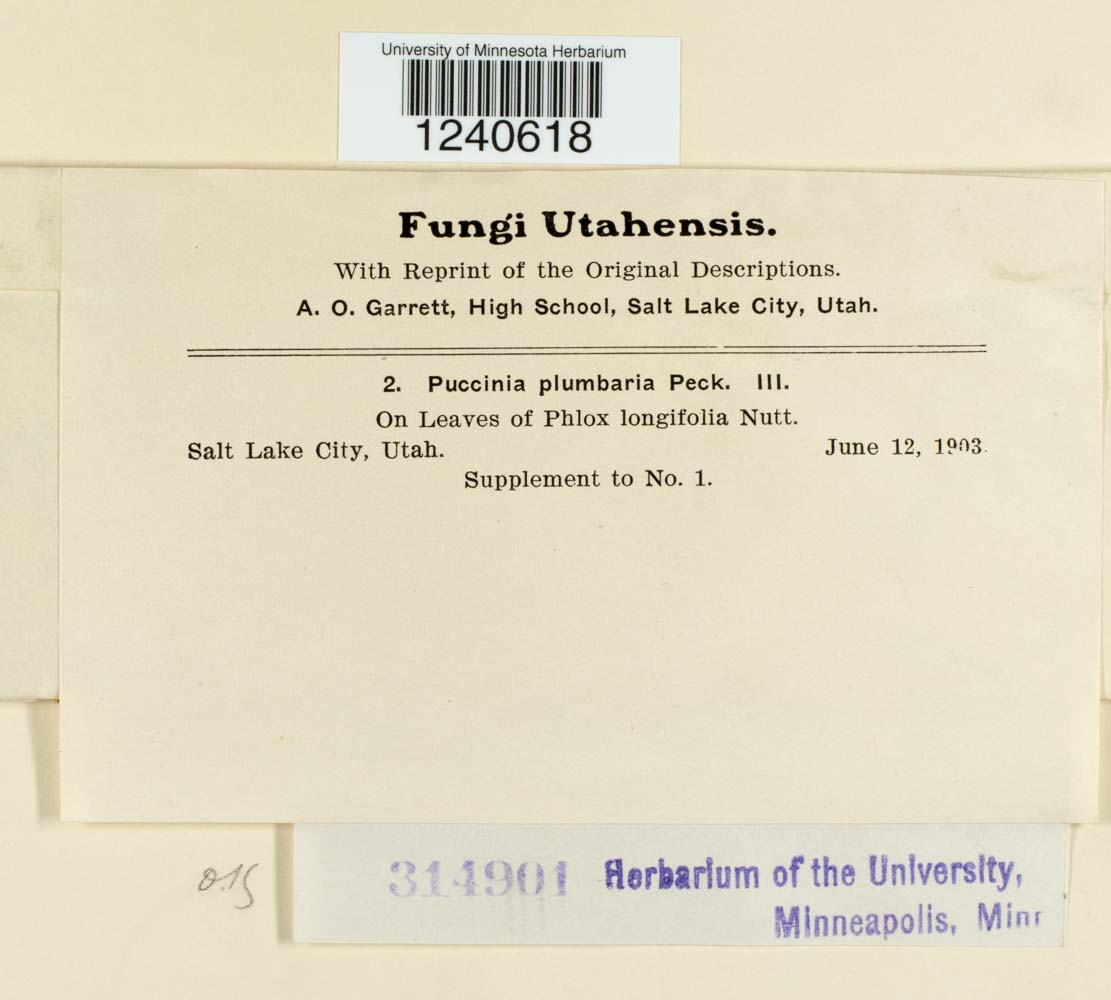 University of Minnesota Herbarium
1240618
Fungi Utahensis.
With Reprint of the Original Descriptions.
A. O. Garrett, High School, Salt Lake City, Utah.
2. Puccinia plumbaria Peck. III.
On Leaves of Phlox longifolia Nutt.
Salt Lake City, Utah. June 12, 1903.
Supplement to No. 1.
314901 Herbarium of the University,
Minneapolis, Minn